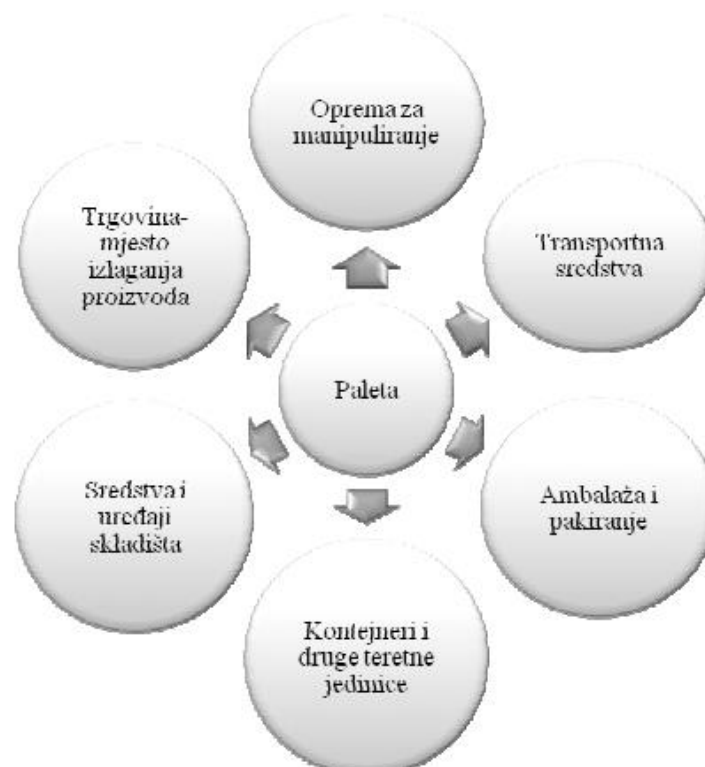 Oprema za
manipuliranje
Trgovina-
mjesto
izlaganja
proizvoda
Transportna
sredstva
Paleta
Sredstva i
uređaji
skladišta
Ambalaža i
pakiranje
Kontejneri i
druge teretne
jedinice